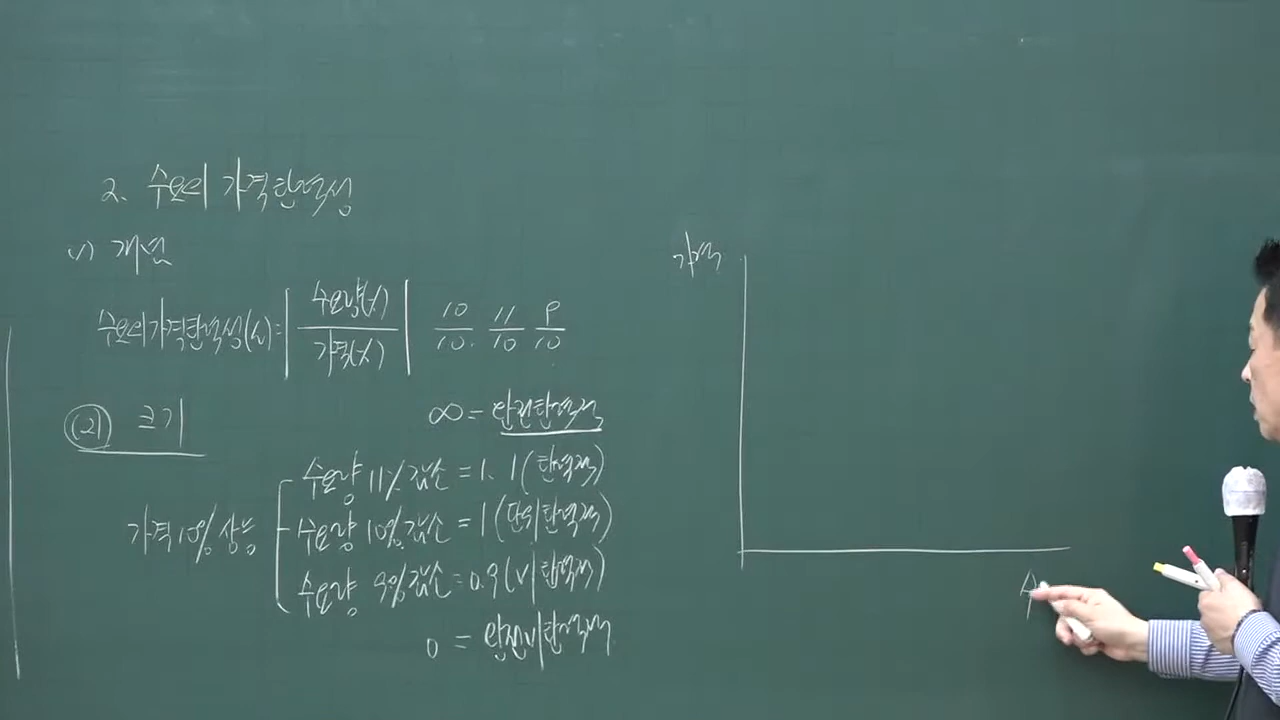 2. 수요의 가격탄력성
(1) 개념
수요의가격탄력성(
수요량(%)
가격(%)
10 11 9
10. 10 10
(2) 크기
∞ = 완전탄력적
수요량 11% 감소 = 1.1 (탄력적)
가격 10% 상승
수요량 10% 감소 = 1 (단위탄력적)
수요량 9% 감소 = 0.9 (비탄력적)
0 = 완전비탄력적
가격